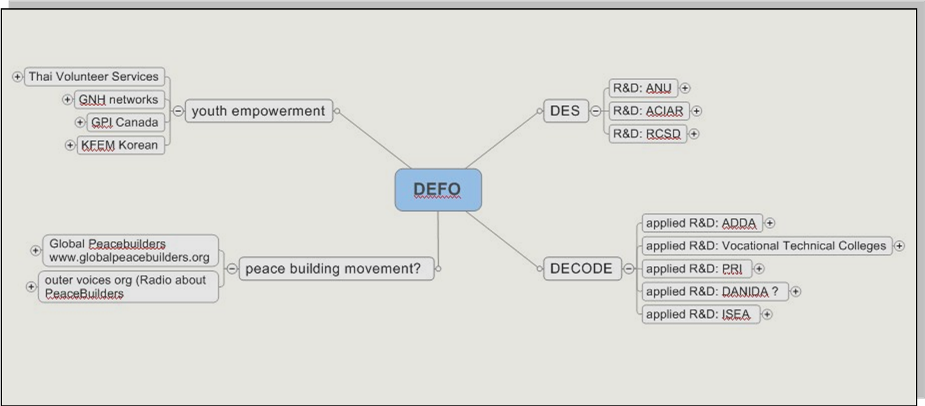 Thai Volunteer Services
GNH networks
GPI Canada
KFEM Korean
youth empowerment
DES
R&D: ANU
R&D: ACIAR
R&D: RCSD
DEFO
Global Peacebuilders
www.globalpeacebuilders.org
outer voices org (Radio about
PeaceBuilders
peace building movement?
DECODE
applied R&D: ADDA
applied R&D: Vocational Technical Colleges
applied R&D: PRI
applied R&D: DANIDA ?
applied R&D: ISEA